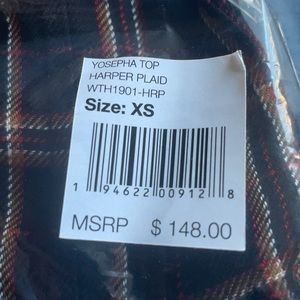 YOSEPHA TOP
HARPER PLAID
WTH1901-HRP
Size: XS
1 94622 00912 8
MSRP $ 148.00